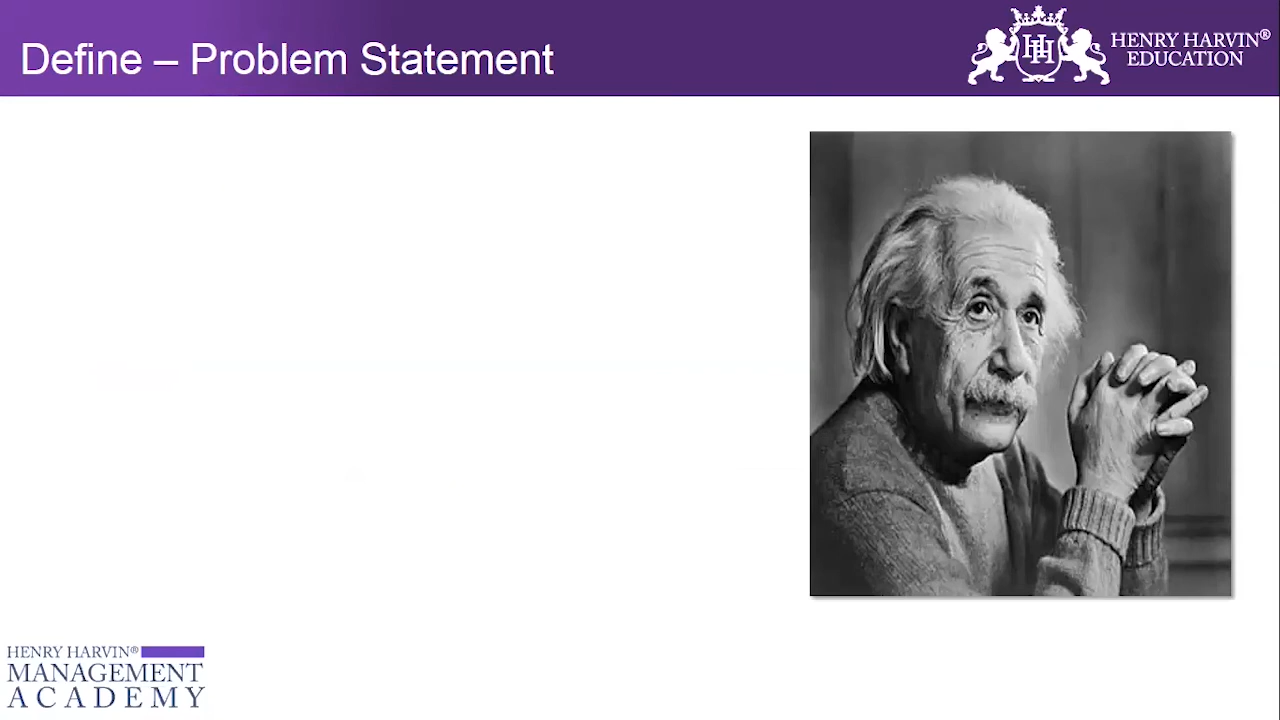 Define – Problem Statement
HENRY HARVIN®
EDUCATION
HENRY HARVIN®
MANAGEMENT
ACADEMY